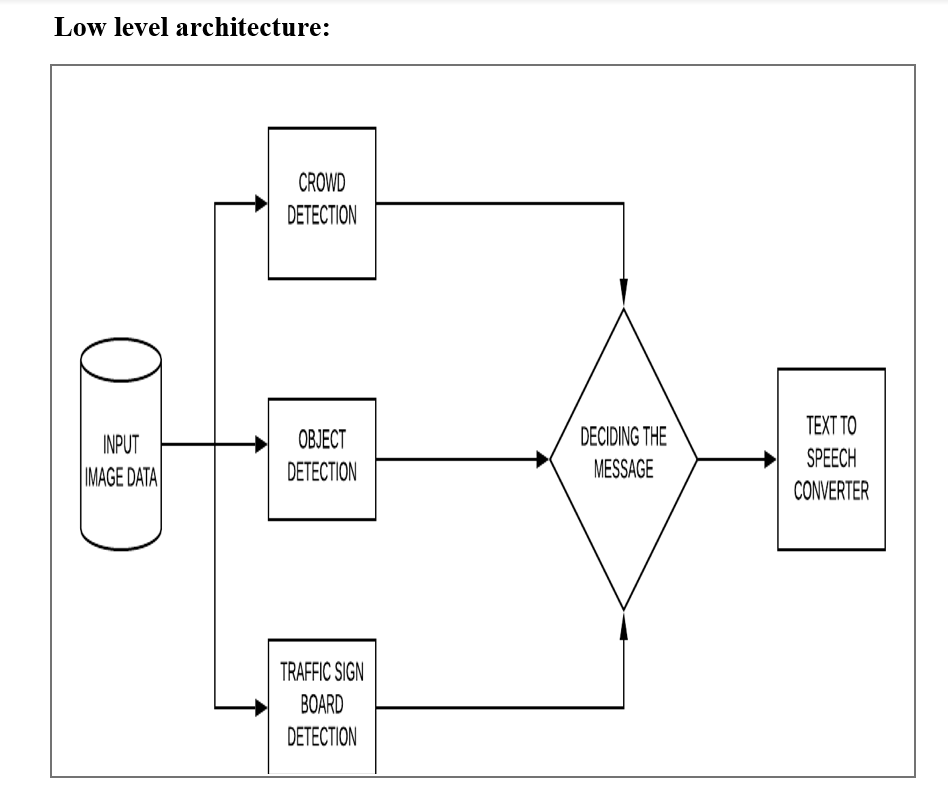 Low level architecture:
CROWD
DETECTION
INPUT
IMAGE DATA
OBJECT
DETECTION
TRAFFIC SIGN
BOARD
DETECTION
DECIDING THE
MESSAGE
TEXT TO
SPEECH
CONVERTER